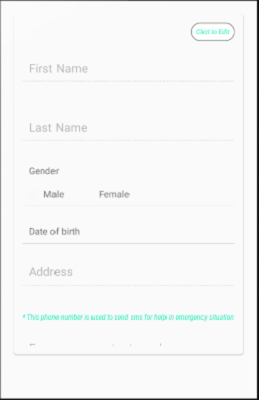 Click to Edit
First Name
Last Name
Gender
Male Female
Date of birth
Address
* This phone number is used to send sms for help in emergency situation